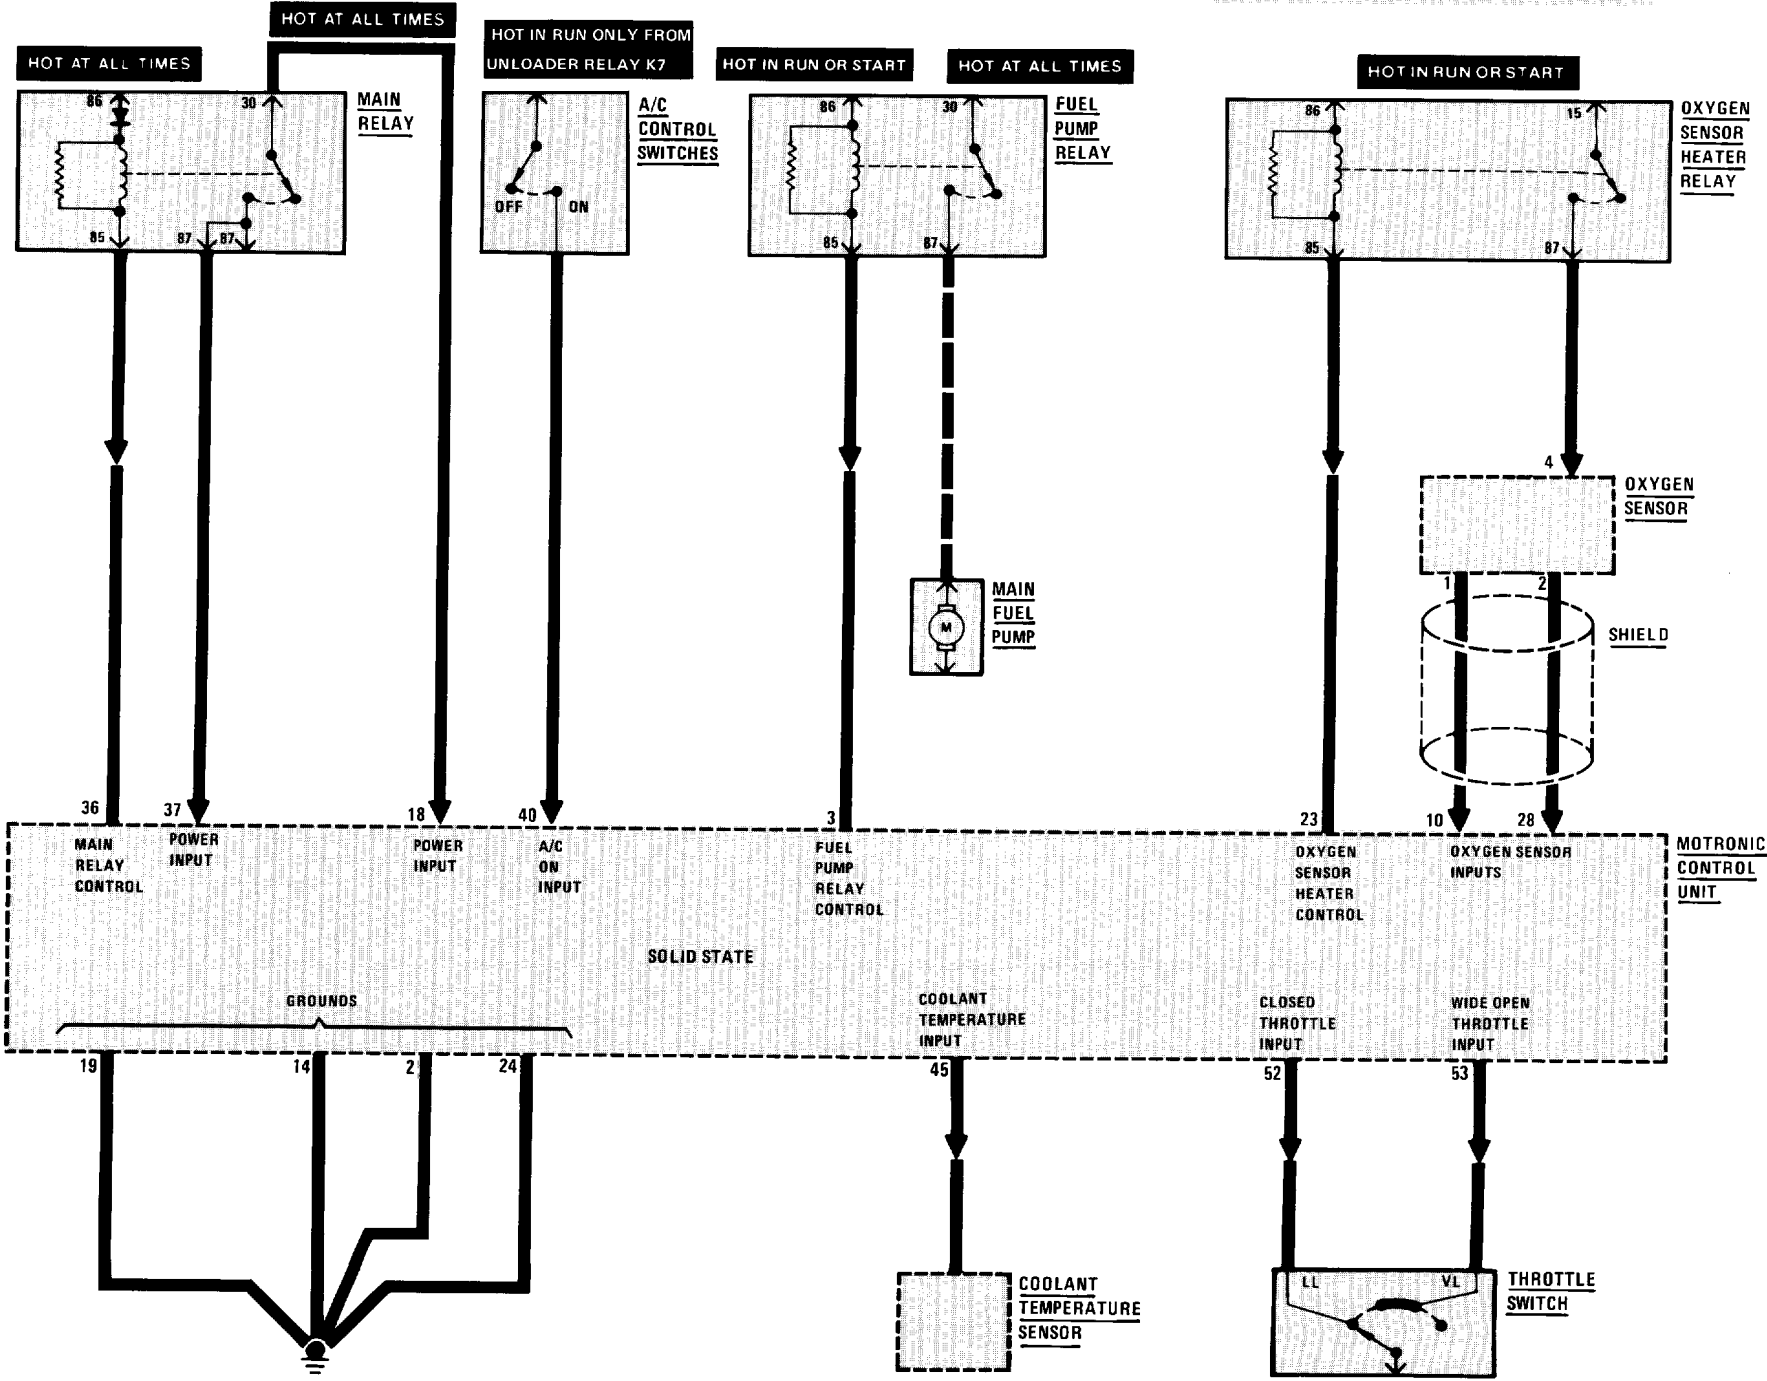 HOT AT ALL TIMES
HOT AT ALL TIMES
HOT IN RUN ONLY FROM
UNLOADER RELAY K7
HOT IN RUN OR START
HOT AT ALL TIMES
HOT IN RUN OR START
86
30
MAIN
RELAY
85
87
87
A/C
CONTROL
SWITCHES
OFF
ON
86
30
FUEL
PUMP
RELAY
85
87
86
15
OXYGEN
SENSOR
HEATER
RELAY
85
87
4
OXYGEN
SENSOR
1
2
SHIELD
M
MAIN
FUEL
PUMP
36
37
18
40
3
23
10
28
MAIN
RELAY
CONTROL
POWER
INPUT
POWER
INPUT
A/C
ON
INPUT
FUEL
PUMP
RELAY
CONTROL
OXYGEN
SENSOR
HEATER
CONTROL
OXYGEN SENSOR
INPUTS
MOTRONIC
CONTROL
UNIT
SOLID STATE
GROUNDS
COOLANT
TEMPERATURE
INPUT
CLOSED
THROTTLE
INPUT
WIDE OPEN
THROTTLE
INPUT
19
14
2
24
45
52
53
COOLANT
TEMPERATURE
SENSOR
LL
VL
THROTTLE
SWITCH